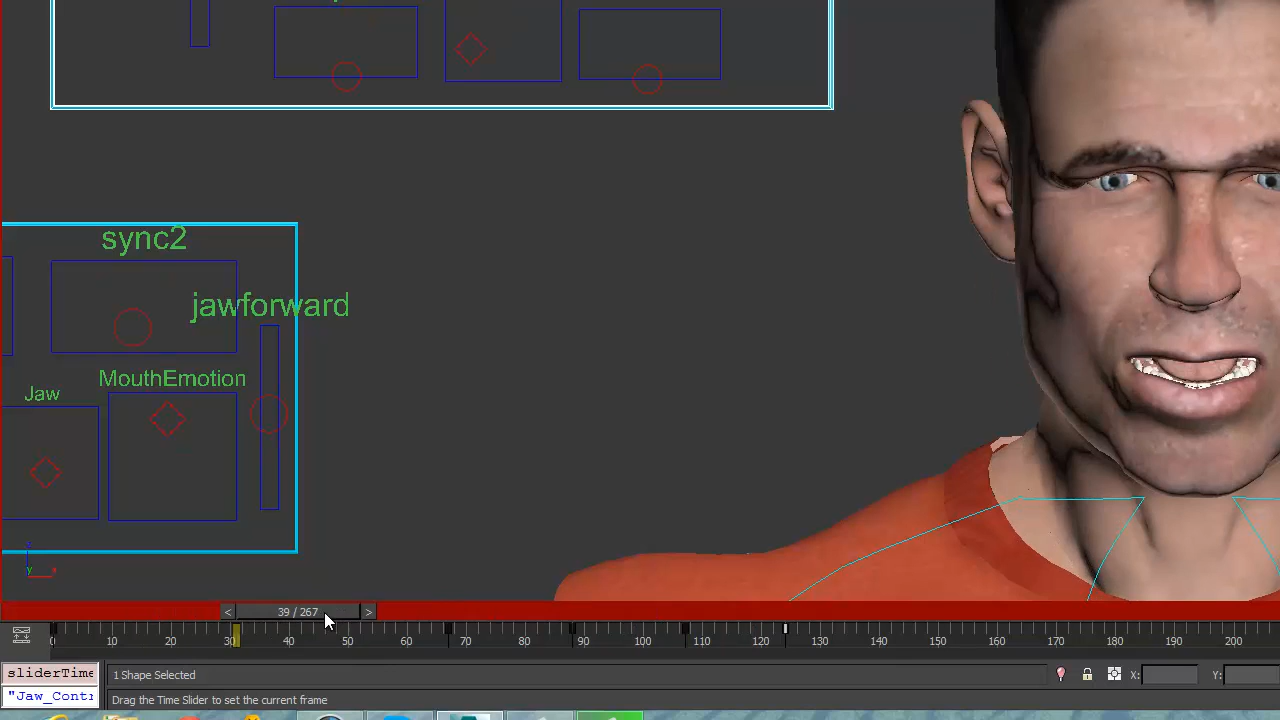 sync2
jawforward
MouthEmotion
Jaw
y
< 39 / 267 >
0 10 20 30 40 50 60 70 80 90 100 110 120 130 140 150 160 170 180 190 200
sliderTime 1 Shape Selected X: Y:
"Jaw_Cont Drag the Time Slider to set the current frame